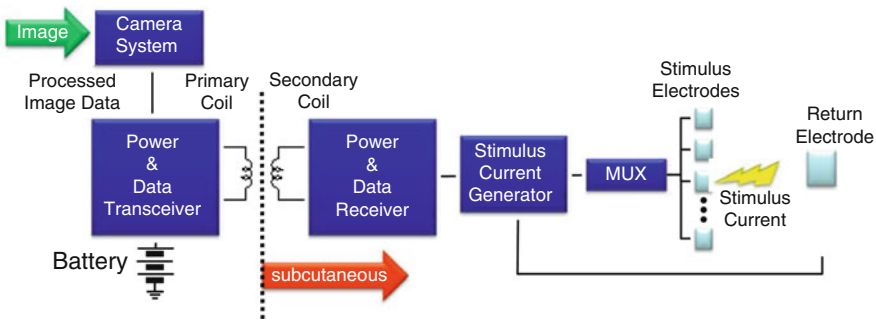 Image
Camera
System
Processed
Image Data
Primary
Coil
Secondary
Coil
Stimulus
Electrodes
Return
Electrode
Power
&
Data
Transceiver
Power
&
Data
Receiver
Stimulus
Current
Generator
MUX
Stimulus
Current
Battery
subcutaneous